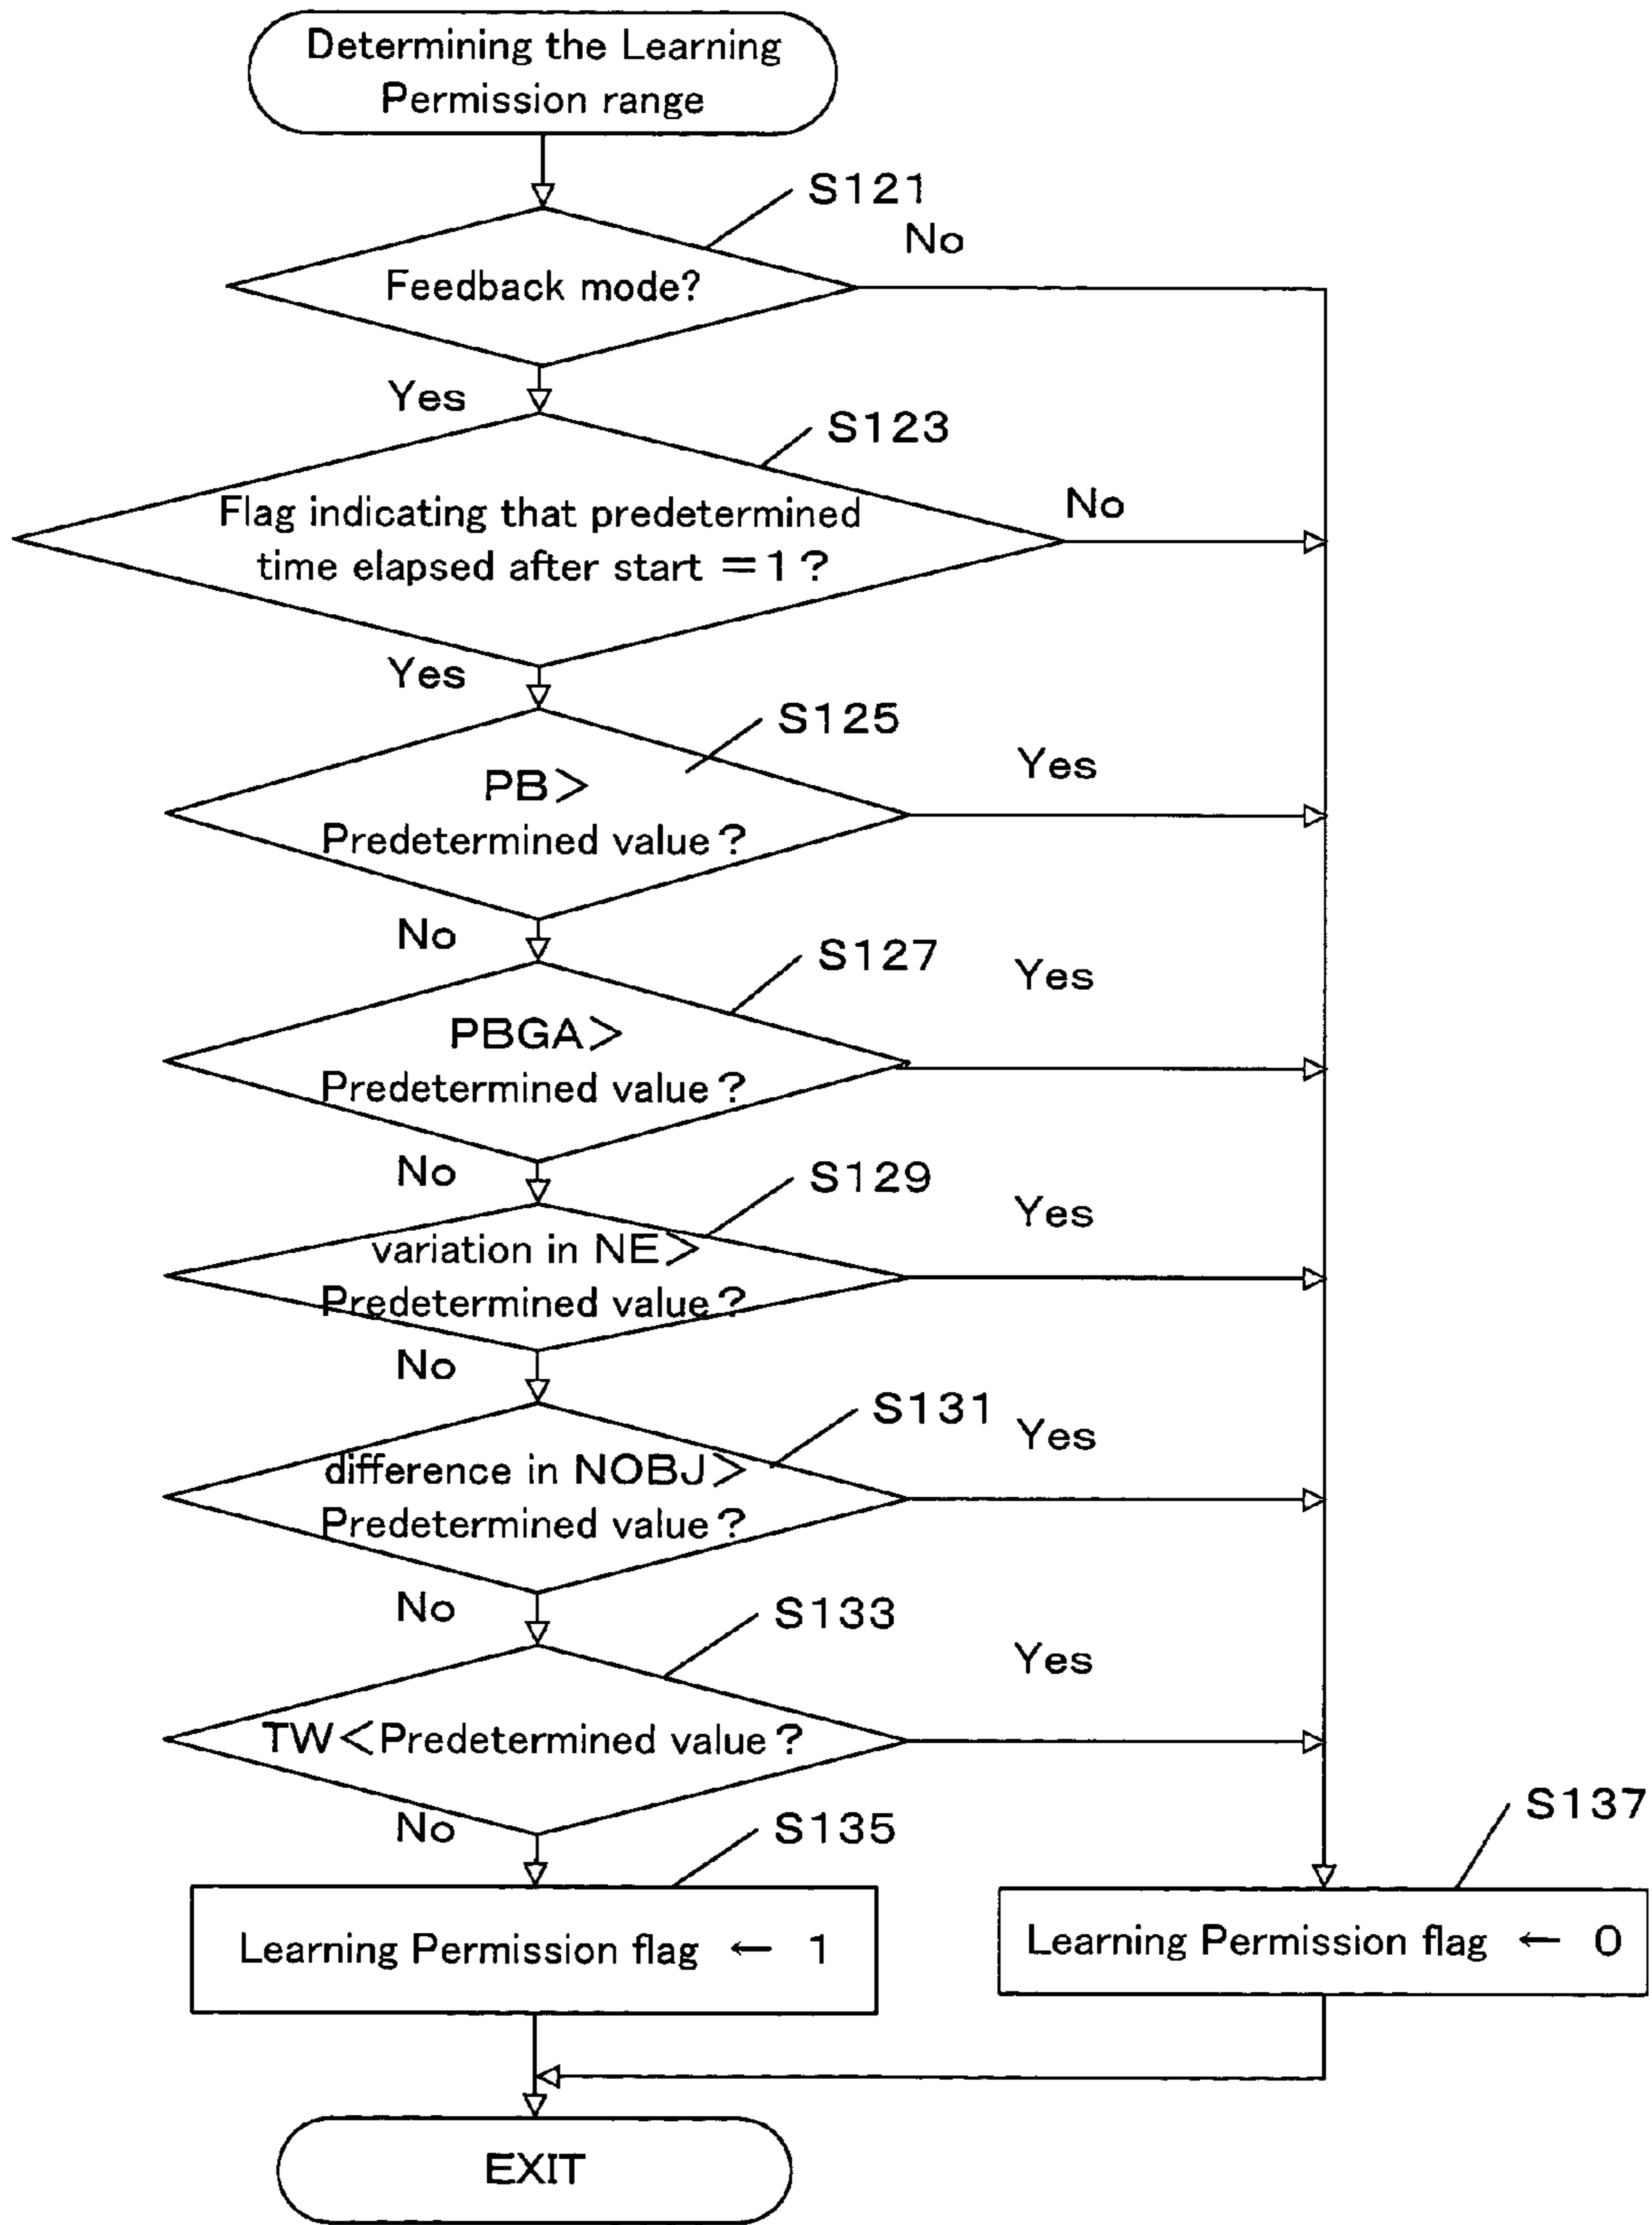 Determining the Learning
Permission range
S121
No
Feedback mode?
Yes
S123
No
Flag indicating that predetermined
time elapsed after start =1?
Yes
S125
Yes
PB>
Predetermined value?
No
S127
Yes
PBGA>
Predetermined value?
No
S129
Yes
variation in NE>
Predetermined value?
No
S131
Yes
difference in NOBJ>
Predetermined value?
No
S133
Yes
TW<Predetermined value?
No
S135
S137
Learning Permission flag ← 1
Learning Permission flag ← 0
EXIT